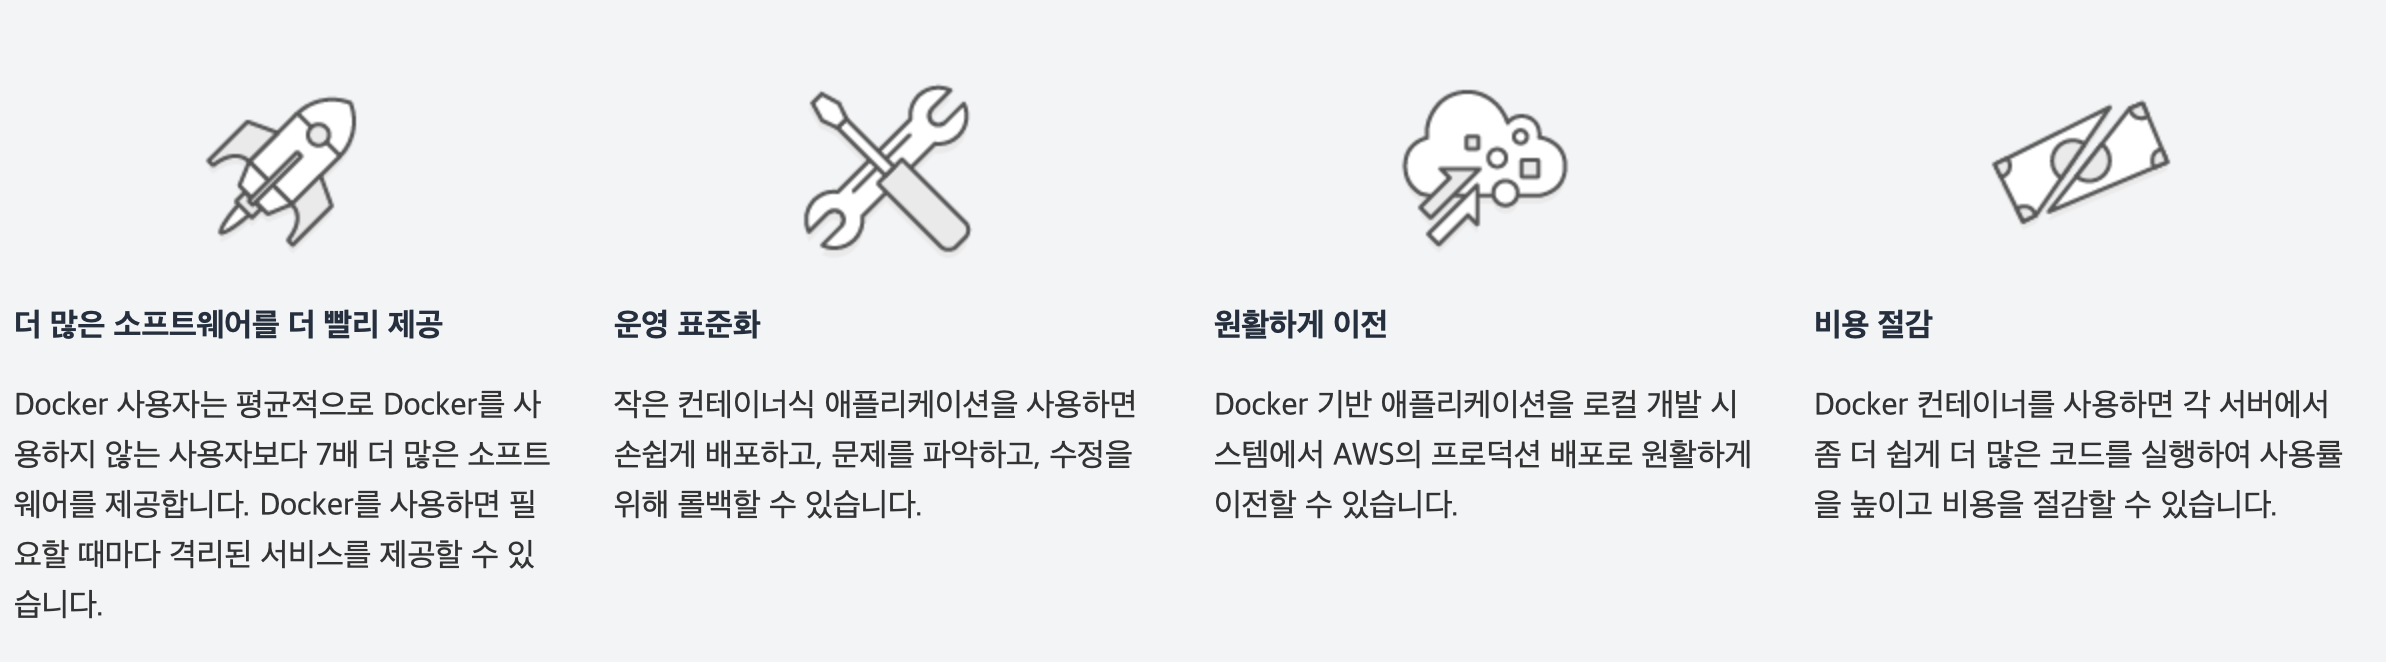 더 많은 소프트웨어를 더 빨리 제공
Docker 사용자는 평균적으로 Docker를 사
용하지 않는 사용자보다 7배 더 많은 소프트
웨어를 제공합니다. Docker를 사용하면 필
요할 때마다 격리된 서비스를 제공할 수 있
습니다.
운영 표준화
작은 컨테이너식 애플리케이션을 사용하면
손쉽게 배포하고, 문제를 파악하고, 수정을
위해 롤백할 수 있습니다.
원활하게 이전
Docker 기반 애플리케이션을 로컬 개발 시
스템에서 AWS의 프로덕션 배포로 원활하게
이전할 수 있습니다.
비용 절감
Docker 컨테이너를 사용하면 각 서버에서
좀 더 쉽게 더 많은 코드를 실행하여 사용률
을 높이고 비용을 절감할 수 있습니다.